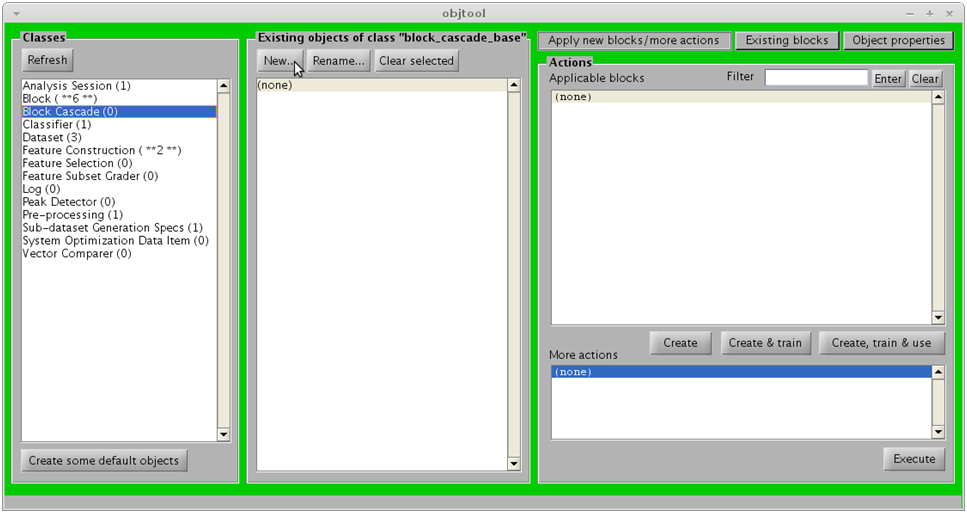 objtool
Classes
Refresh
Analysis Session (1)
Block ( **6 **)
Block Cascade (0)
Classifier (1)
Dataset (3)
Feature Construction ( **2 **)
Feature Selection (0)
Feature Subset Grader (0)
Log (0)
Peak Detector (0)
Pre-processing (1)
Sub-dataset Generation Specs (1)
System Optimization Data Item (0)
Vector Comparer (0)
Create some default objects
Existing objects of class "block_cascade_base"
New... Rename... Clear selected
(none)
Apply new blocks/more actions Existing blocks Object properties
Actions
Applicable blocks Filter Enter Clear
(none)
Create Create & train Create, train & use
More actions
(none)
Execute